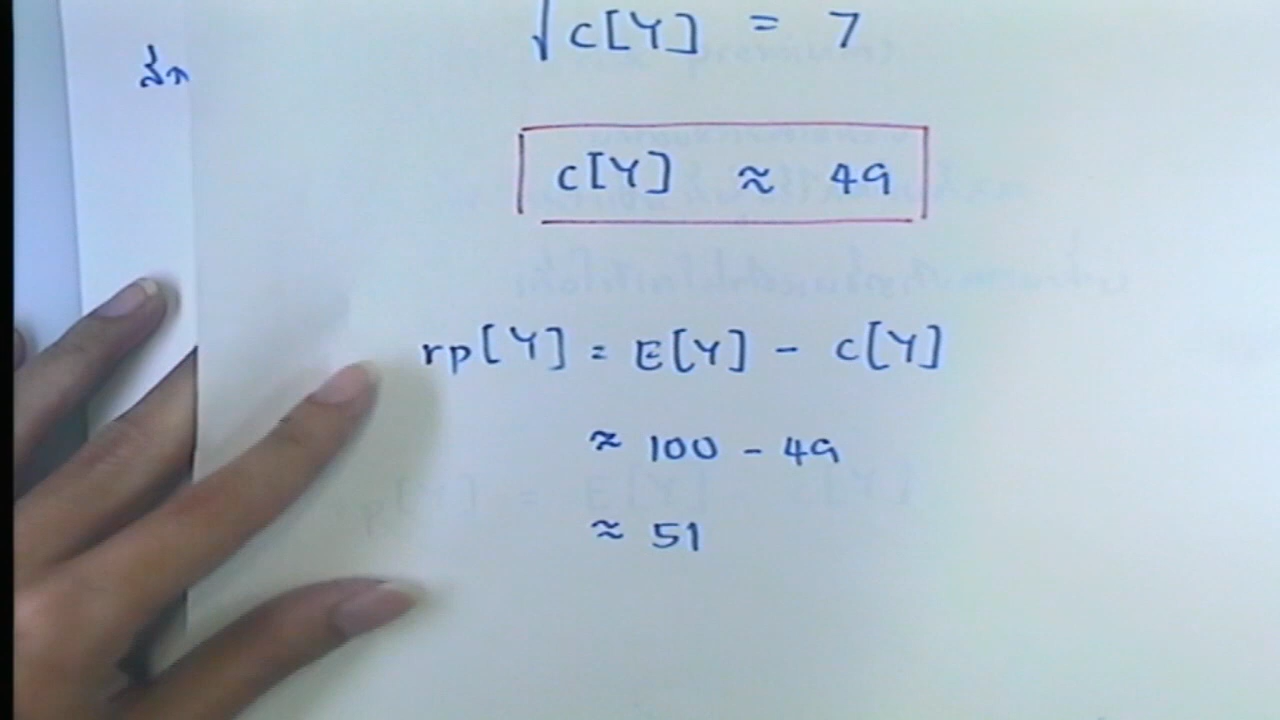 √c[Y] = 7
c[Y] ≈ 49
rp[Y] = E[Y] - c[Y]
≈ 100 - 49
≈ 51